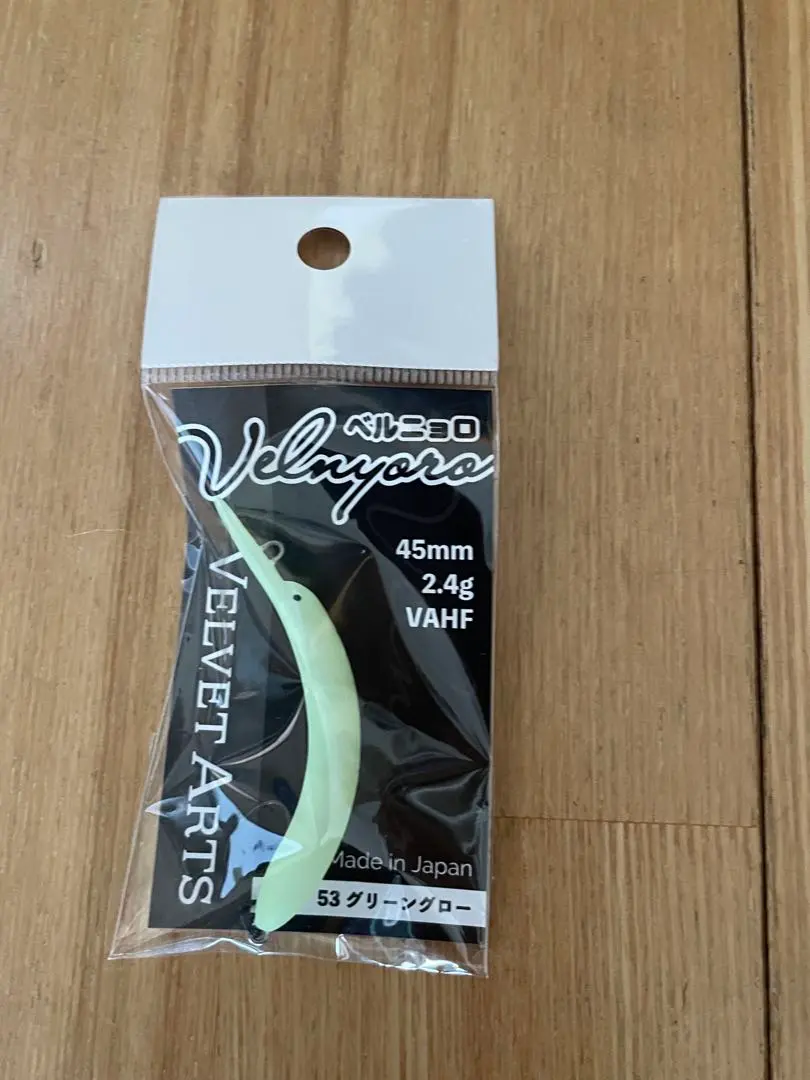 ベルニョロ
Velnyoro
45mm
2.4g
VAHF
VELVET ARTS
Made in Japan
53 グリーングロー